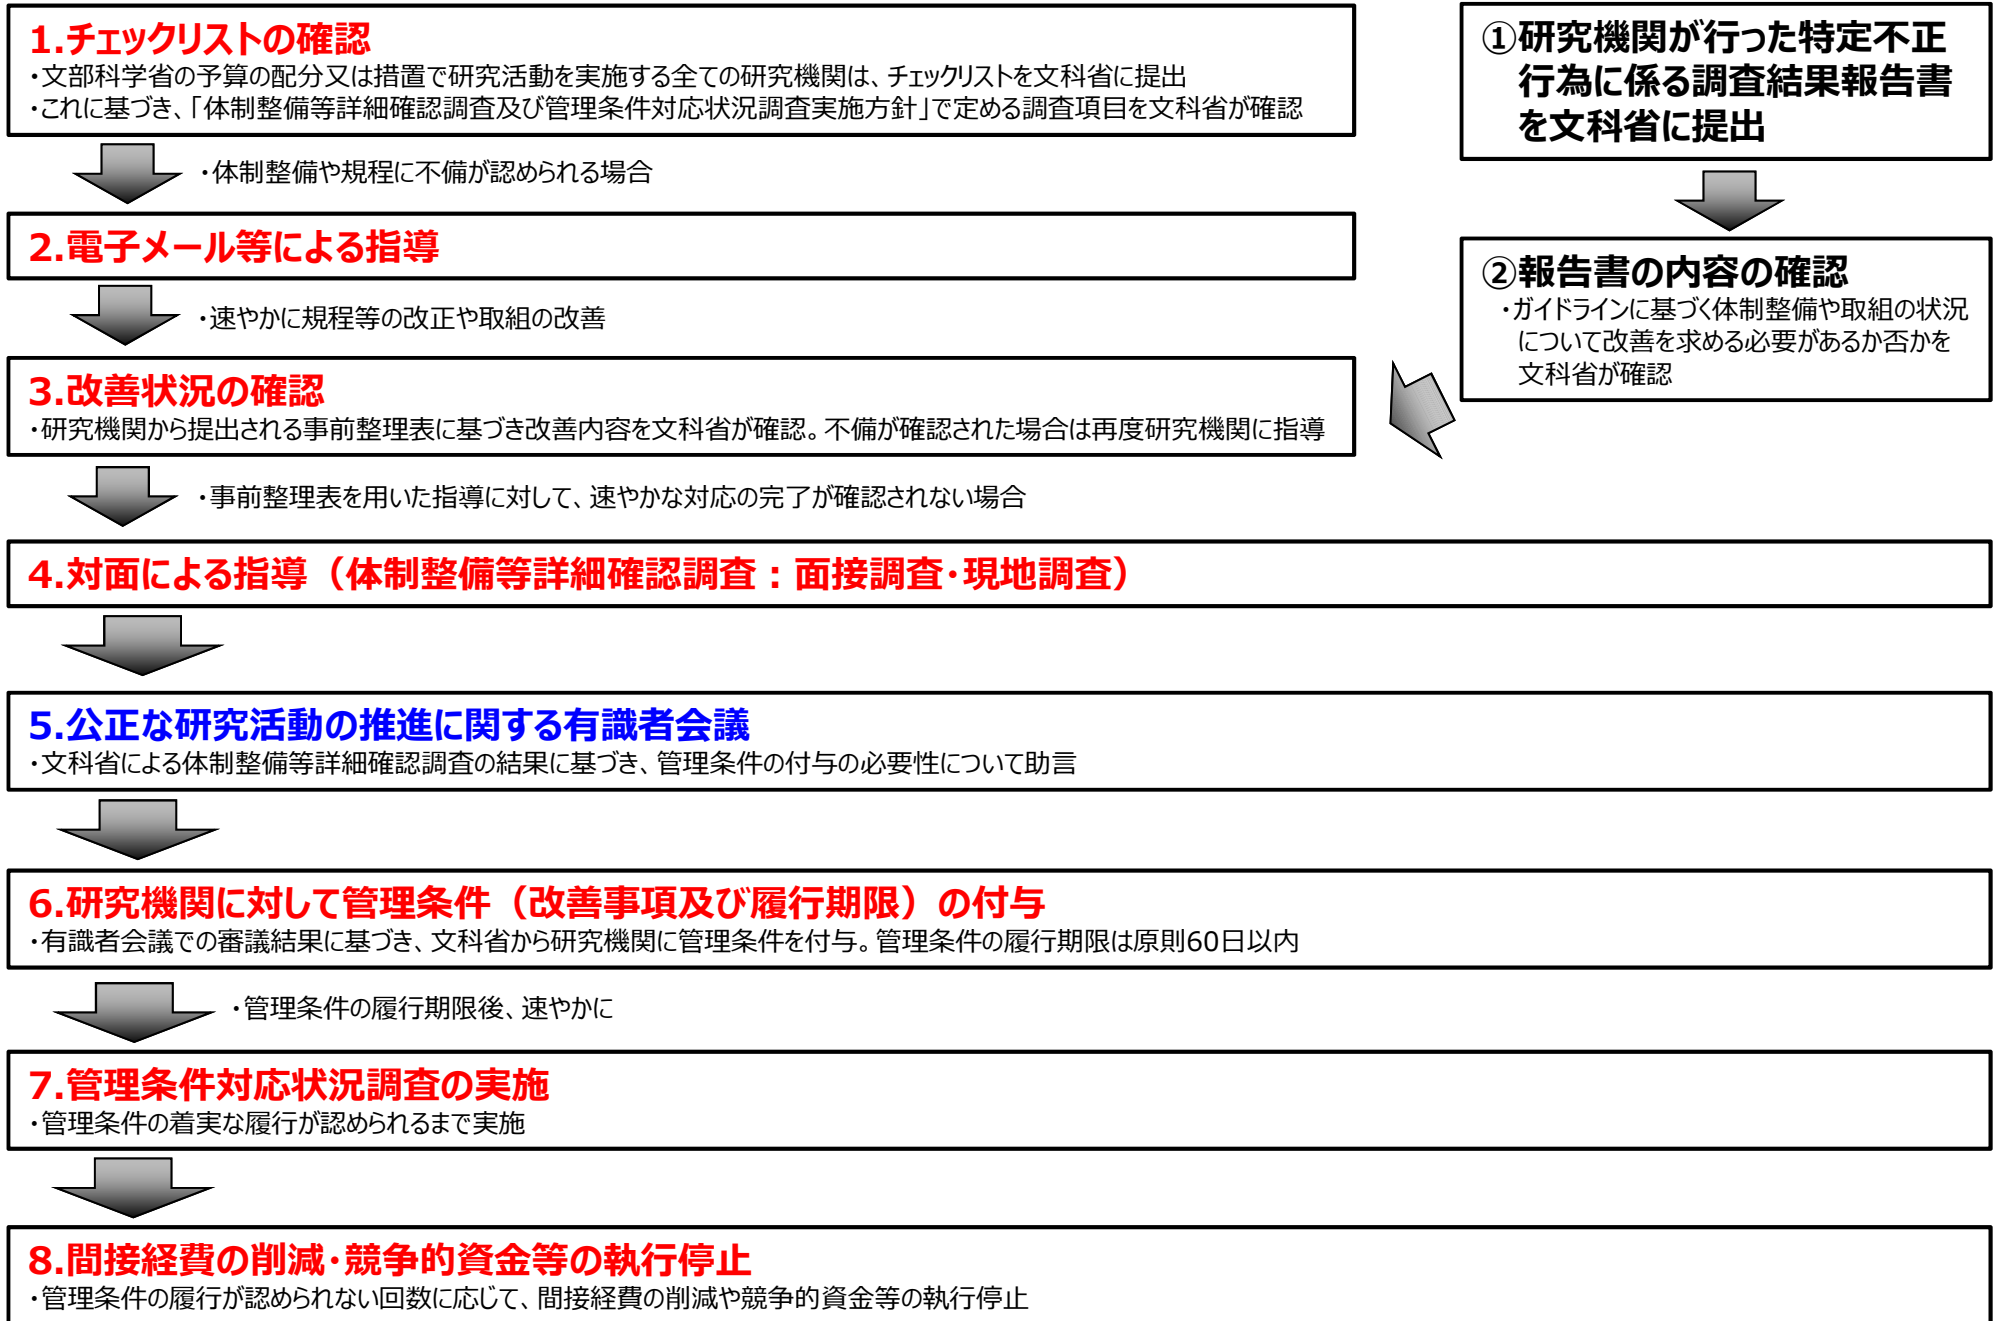 1.チェックリストの確認
・文部科学省の予算の配分又は措置で研究活動を実施する全ての研究機関は、チェックリストを文科省に提出
・これに基づき、「体制整備等詳細確認調査及び管理条件対応状況調査実施方針」で定める調査項目を文科省が確認
・体制整備や規程に不備が認められる場合
2.電子メール等による指導
・速やかに規程等の改正や取組の改善
3.改善状況の確認
・研究機関から提出される事前整理表に基づき改善内容を文科省が確認。不備が確認された場合は再度研究機関に指導
・事前整理表を用いた指導に対して、速やかな対応の完了が確認されない場合
①研究機関が行った特定不正
行為に係る調査結果報告書
を文科省に提出
②報告書の内容の確認
・ガイドラインに基づく体制整備や取組の状況
について改善を求める必要があるか否かを
文科省が確認
4.対面による指導（体制整備等詳細確認調査：面接調査・現地調査）
5.公正な研究活動の推進に関する有識者会議
・文科省による体制整備等詳細確認調査の結果に基づき、管理条件の付与の必要性について助言
6.研究機関に対して管理条件（改善事項及び履行期限）の付与
・有識者会議での審議結果に基づき、文科省から研究機関に管理条件を付与。管理条件の履行期限は原則60日以内
・管理条件の履行期限後、速やかに
7.管理条件対応状況調査の実施
・管理条件の着実な履行が認められるまで実施
8.間接経費の削減・競争的資金等の執行停止
・管理条件の履行が認められない回数に応じて、間接経費の削減や競争的資金等の執行停止